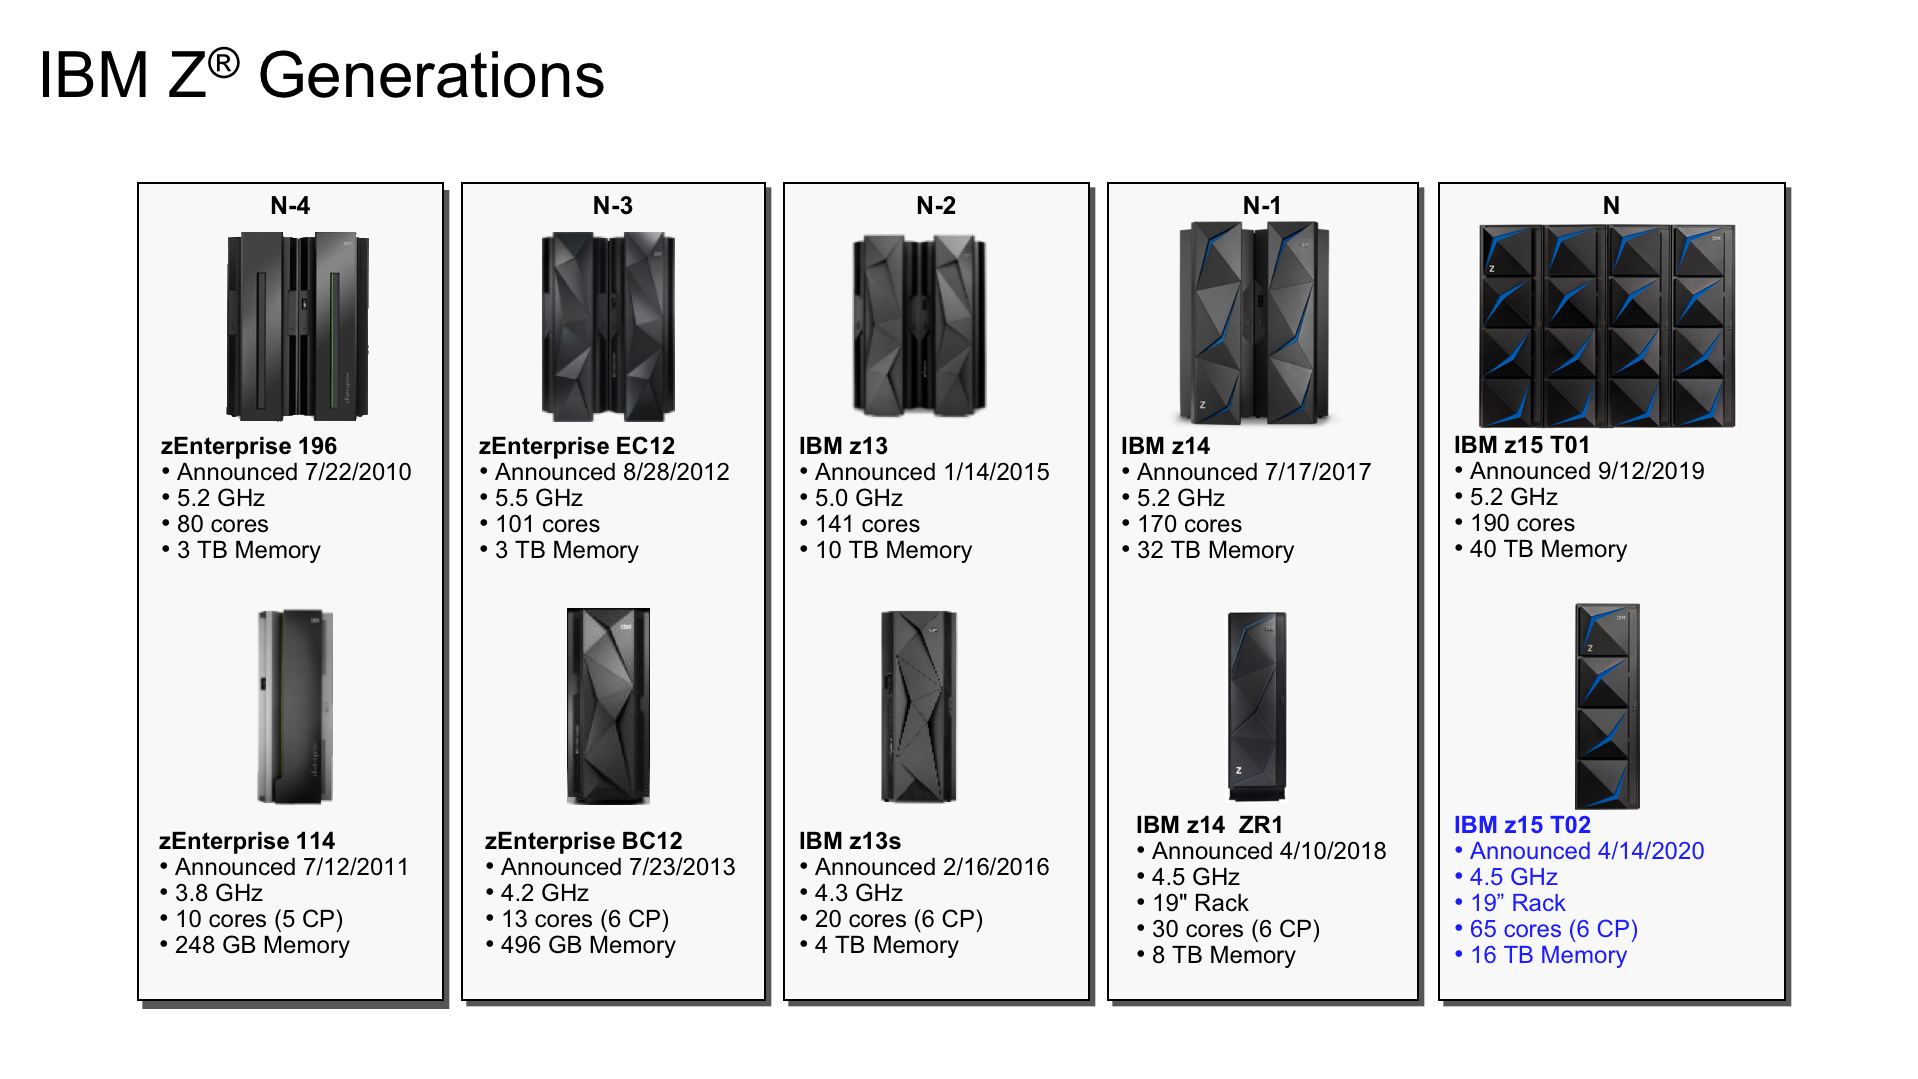 IBM Z® Generations
N-4
zEnterprise 196
• Announced 7/22/2010
• 5.2 GHz
• 80 cores
• 3 TB Memory
zEnterprise 114
• Announced 7/12/2011
• 3.8 GHz
• 10 cores (5 CP)
• 248 GB Memory
N-3
zEnterprise EC12
• Announced 8/28/2012
• 5.5 GHz
• 101 cores
• 3 TB Memory
zEnterprise BC12
• Announced 7/23/2013
• 4.2 GHz
• 13 cores (6 CP)
• 496 GB Memory
N-2
IBM z13
• Announced 1/14/2015
• 5.0 GHz
• 141 cores
• 10 TB Memory
IBM z13s
• Announced 2/16/2016
• 4.3 GHz
• 20 cores (6 CP)
• 4 TB Memory
N-1
IBM
Z
IBM z14
• Announced 7/17/2017
• 5.2 GHz
• 170 cores
• 32 TB Memory
Z
IBM z14  ZR1
• Announced 4/10/2018
• 4.5 GHz
• 19" Rack
• 30 cores (6 CP)
• 8 TB Memory
N
IBM
Z
IBM z15 T01
• Announced 9/12/2019
• 5.2 GHz
• 190 cores
• 40 TB Memory
IBM
Z
IBM z15 T02
• Announced 4/14/2020
• 4.5 GHz
• 19” Rack
• 65 cores (6 CP)
• 16 TB Memory